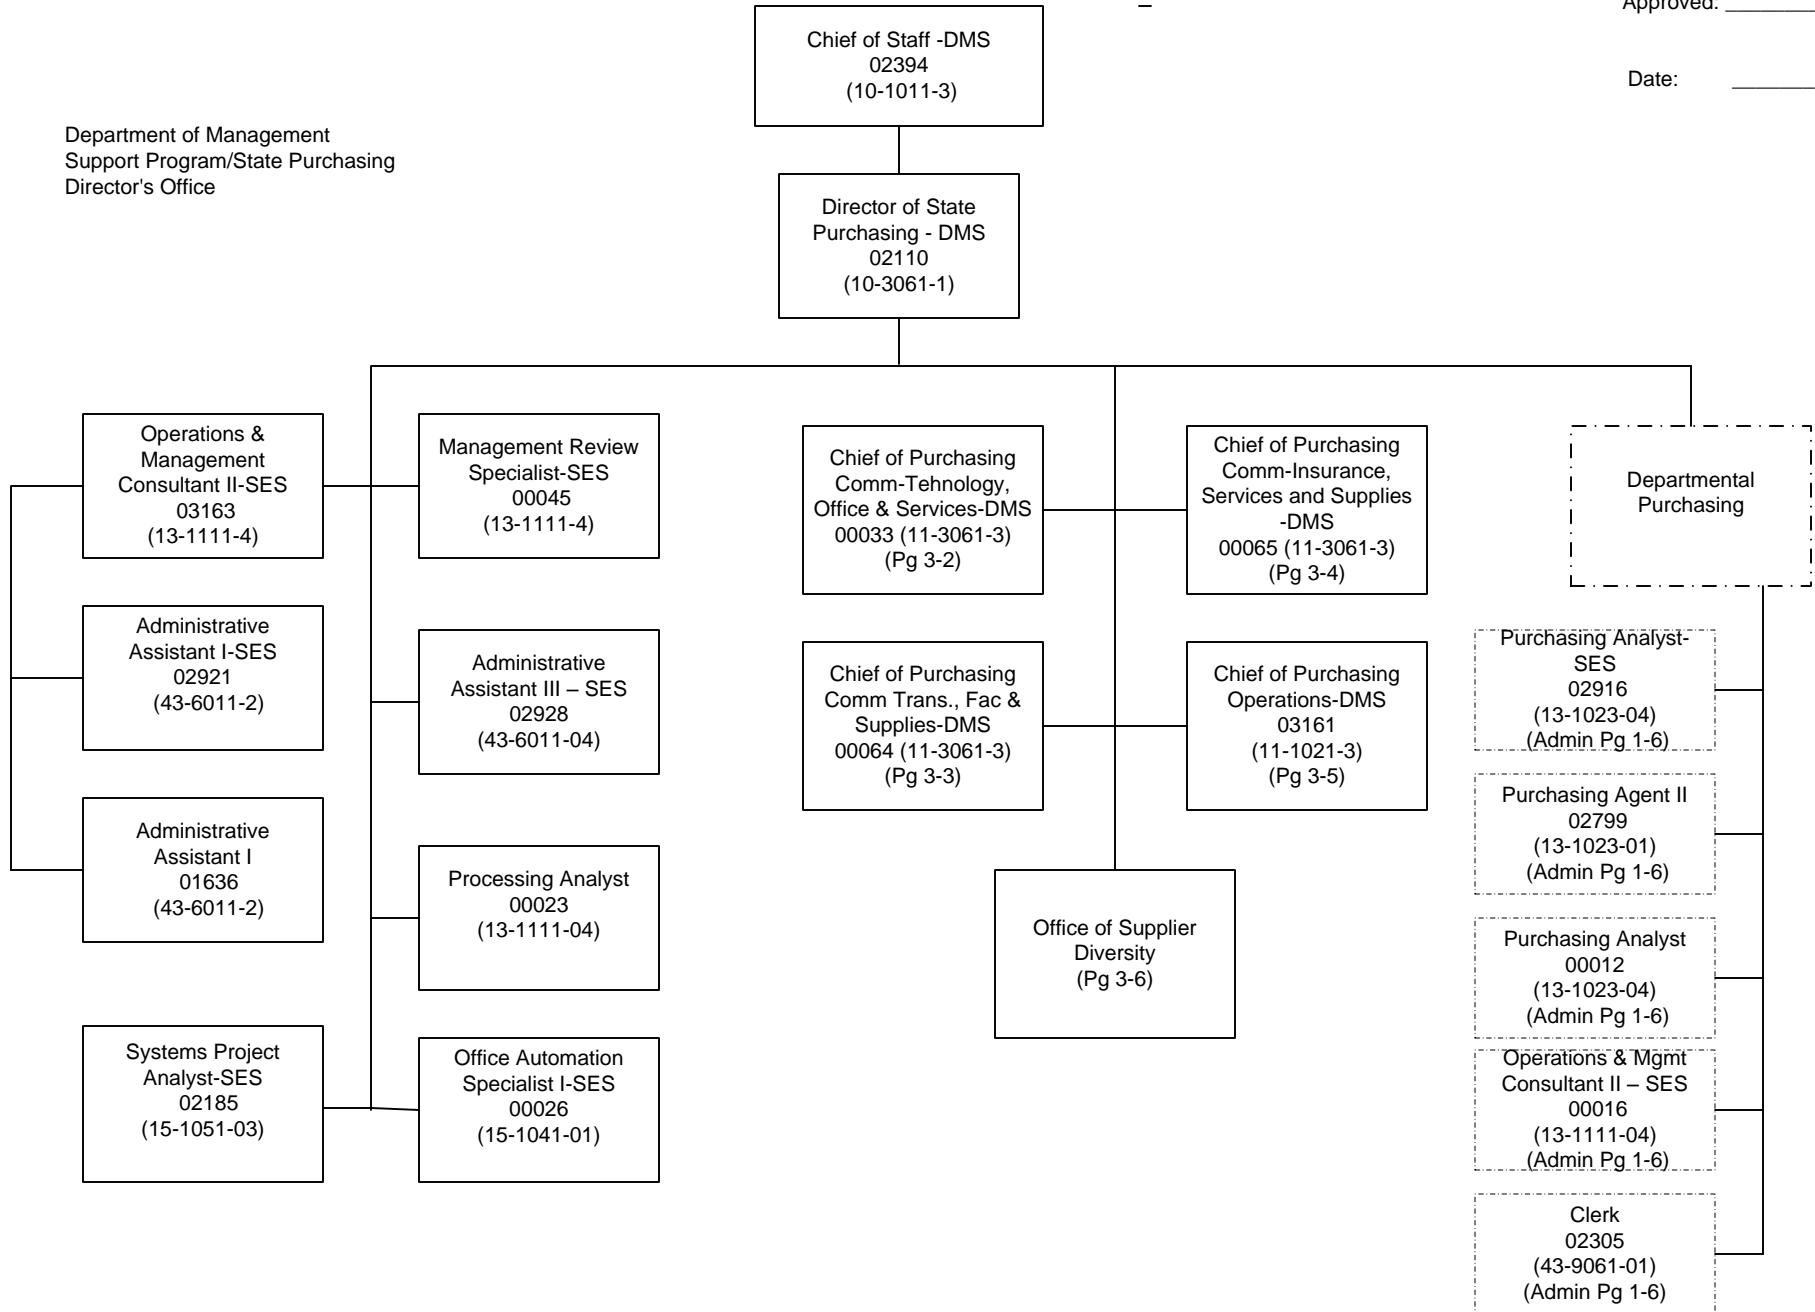 Approved: ________
Chief of Staff -DMS
02394
(10-1011-3)
Date: _______
Department of Management
Support Program/State Purchasing
Director's Office
Director of State
Purchasing - DMS
02110
(10-3061-1)
Operations &
Management
Consultant II-SES
03163
(13-1111-4)
Management Review
Specialist-SES
00045
(13-1111-4)
Chief of Purchasing
Comm-Tehnology,
Office & Services-DMS
00033 (11-3061-3)
(Pg 3-2)
Chief of Purchasing
Comm-Insurance,
Services and Supplies
-DMS
00065 (11-3061-3)
(Pg 3-4)
Departmental
Purchasing
Administrative
Assistant I-SES
02921
(43-6011-2)
Administrative
Assistant III – SES
02928
(43-6011-04)
Chief of Purchasing
Comm Trans., Fac &
Supplies-DMS
00064 (11-3061-3)
(Pg 3-3)
Chief of Purchasing
Operations-DMS
03161
(11-1021-3)
(Pg 3-5)
Purchasing Analyst-
SES
02916
(13-1023-04)
(Admin Pg 1-6)
Purchasing Agent II
02799
(13-1023-01)
(Admin Pg 1-6)
Administrative
Assistant I
01636
(43-6011-2)
Processing Analyst
00023
(13-1111-04)
Office of Supplier
Diversity
(Pg 3-6)
Purchasing Analyst
00012
(13-1023-04)
(Admin Pg 1-6)
Systems Project
Analyst-SES
02185
(15-1051-03)
Office Automation
Specialist I-SES
00026
(15-1041-01)
Operations & Mgmt
Consultant II – SES
00016
(13-1111-04)
(Admin Pg 1-6)
Clerk
02305
(43-9061-01)
(Admin Pg 1-6)